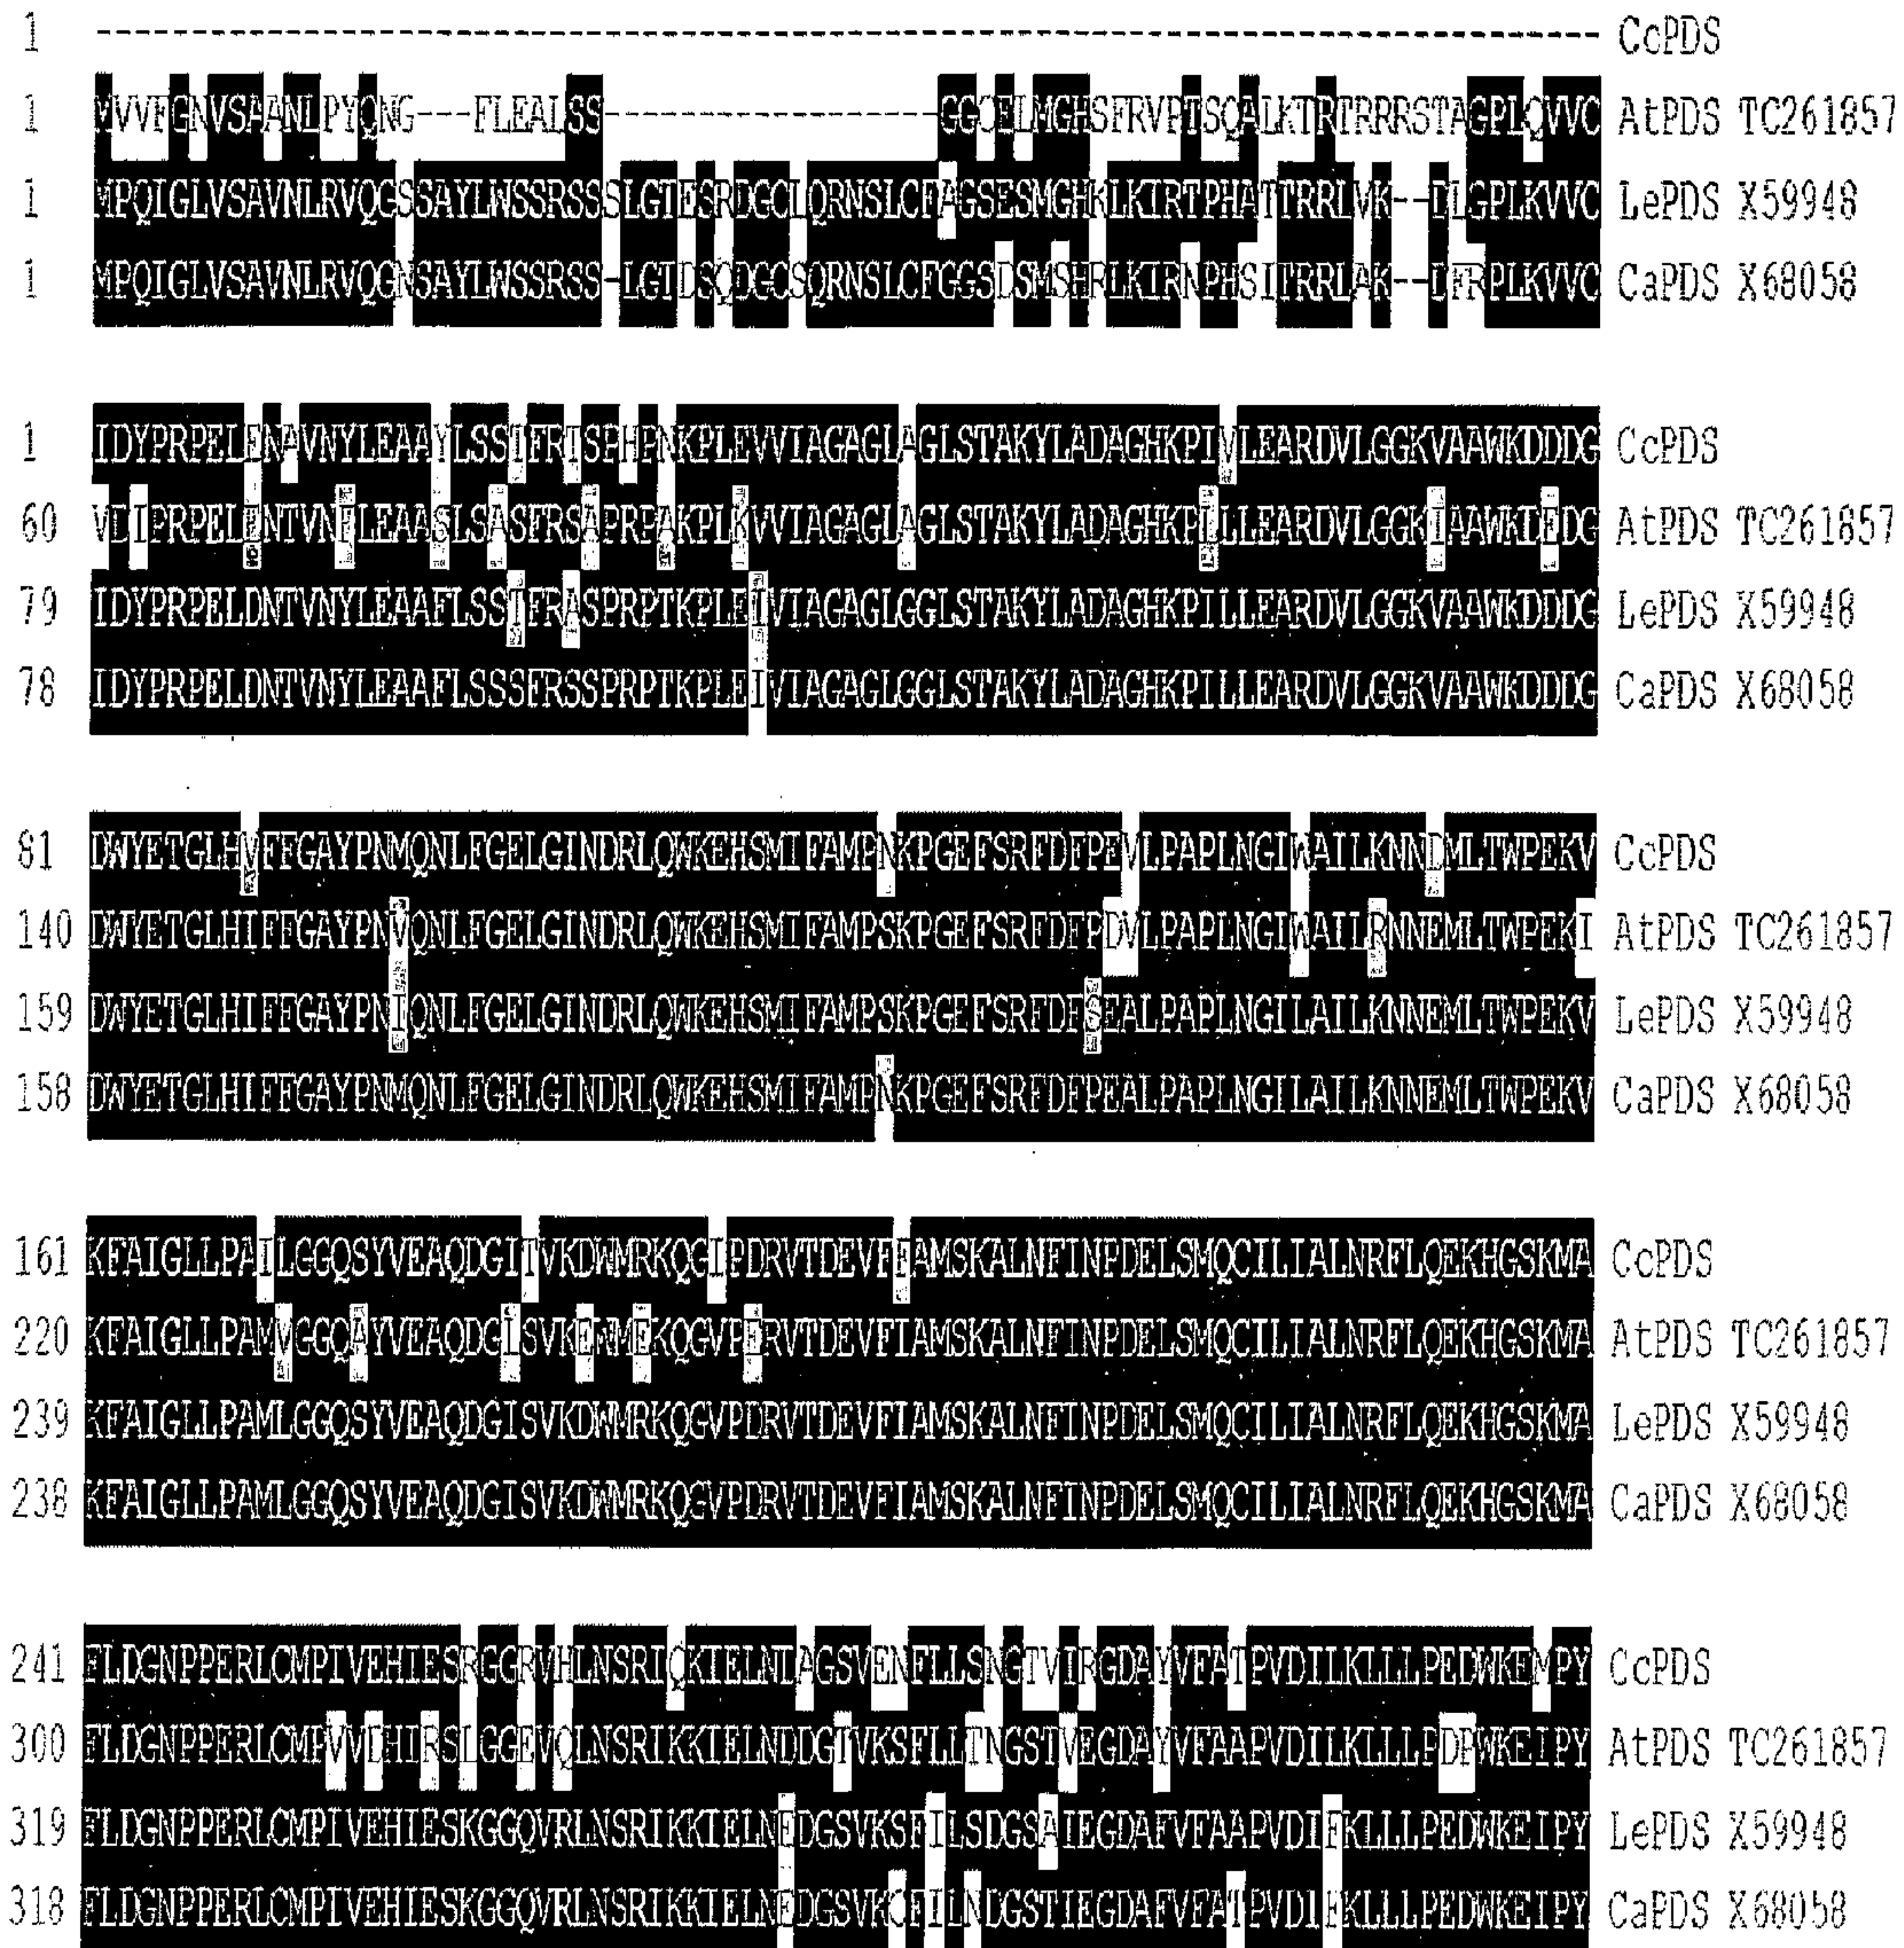 1 -------------------------------------------------------------------------------- CcPDS
1 MVVFGNVSAANLPYQNG---FLEALSS------------------GGCELMGHSFRVPTSQALKTRTRRRSTAGPLQVVC AtPDS TC261857
1 MPQIGLVSAVNLRVQGSSAYLWSSRSSSLGTESRDGCLQRNSLCFAGSESMGHKLKIRTPHATTRRLVK--DLGPLKVVC LePDS X59948
1 MPQIGLVSAVNLRVQGNSAYLWSSRSS-LGTDSQDGCSQRNSLCFGGSDSMSHRLKIRNPHSITRRLAK--DFRPLKVVC CaPDS X68058
1 IDYPRPELENAVNYLEAAYLSSTFRTSPHPNKPLEVVIAGAGLAGLSTAKYLADAGHKPIVLEARDVLGGKVAAWKDDDG CcPDS
60 VDIPRPELENTVNFLEAASLSASFRSAPRPAKPLKVVIAGAGLAGLSTAKYLADAGHKPLLLEARDVLGGKIAAWKDEDG AtPDS TC261857
79 IDYPRPELDNTVNYLEAAFLSSTFRASPRPTKPLEIVIAGAGLGGLSTAKYLADAGHKPILLEARDVLGGKVAAWKDDDG LePDS X59948
78 IDYPRPELDNTVNYLEAAFLSSSFRSSPRPTKPLEIVIAGAGLGGLSTAKYLADAGHKPILLEARDVLGGKVAAWKDDDG CaPDS X68058
81 DWYETGLHVFFGAYPNMQNLFGELGINDRLQWKEHSMIFAMPNKPGEFSRFDFPEVLPAPLNGIWAILKNNDMLTWPEKV CcPDS
140 DWYETGLHIFFGAYPNVQNLFGELGINDRLQWKEHSMIFAMPSKPGEFSRFDFPDVLPAPLNGIWAILRNNEMLTWPEKI AtPDS TC261857
159 DWYETGLHIFFGAYPNIQNLFGELGINDRLQWKEHSMIFAMPSKPGEFSRFDFSEALPAPLNGILAILKNNEMLTWPEKV LePDS X59948
158 DWYETGLHIFFGAYPNMQNLFGELGINDRLQWKEHSMIFAMPNKPGEFSRFDFPEALPAPLNGILAILKNNEMLTWPEKV CaPDS X68058
161 KFAIGLLPAILGGQSYVEAQDGITVKDWMRKQGIPDRVTDEVFFAMSKALNFINPDELSMQCILIALNRFLQEKHGSKMA CcPDS
220 KFAIGLLPAMVGGQAYVEAQDGLSVKEWMEKQGVPERVTDEVFIAMSKALNFINPDELSMQCILIALNRFLQEKHGSKMA AtPDS TC261857
239 KFAIGLLPAMLGGQSYVEAQDGISVKDWMRKQGVPDRVTDEVFIAMSKALNFINPDELSMQCILIALNRFLQEKHGSKMA LePDS X59948
238 KFAIGLLPAMLGGQSYVEAQDGISVKDWMRKQGVPDRVTDEVFIAMSKALNFINPDELSMQCILIALNRFLQEKHGSKMA CaPDS X68058
241 FLDGNPPERLCMPIVEHIESRGGRVHLNSRIQKIELNDAGSVENFLLSNGTVIRGDAYVFATPVDILKLLLPEDWKEMPY CcPDS
300 FLDGNPPERLCMPVVDHIRSLGGEVQLNSRIKKIELNDDGTVKSFLLTNGSTVEGDAYVFAAPVDILKLLLPDPWKEIPY AtPDS TC261857
319 FLDGNPPERLCMPIVEHIESKGGQVRLNSRIKKIELNEDGSVKSFILSDGSAIEGDAFVFAAPVDIFKLLLPEDWKEIPY LePDS X59948
318 FLDGNPPERLCMPIVEHIESKGGQVRLNSRIKKIELNEDGSVKCFILNDGSTIEGDAFVFATPVDIFKLLLPEDWKEIPY CaPDS X68058